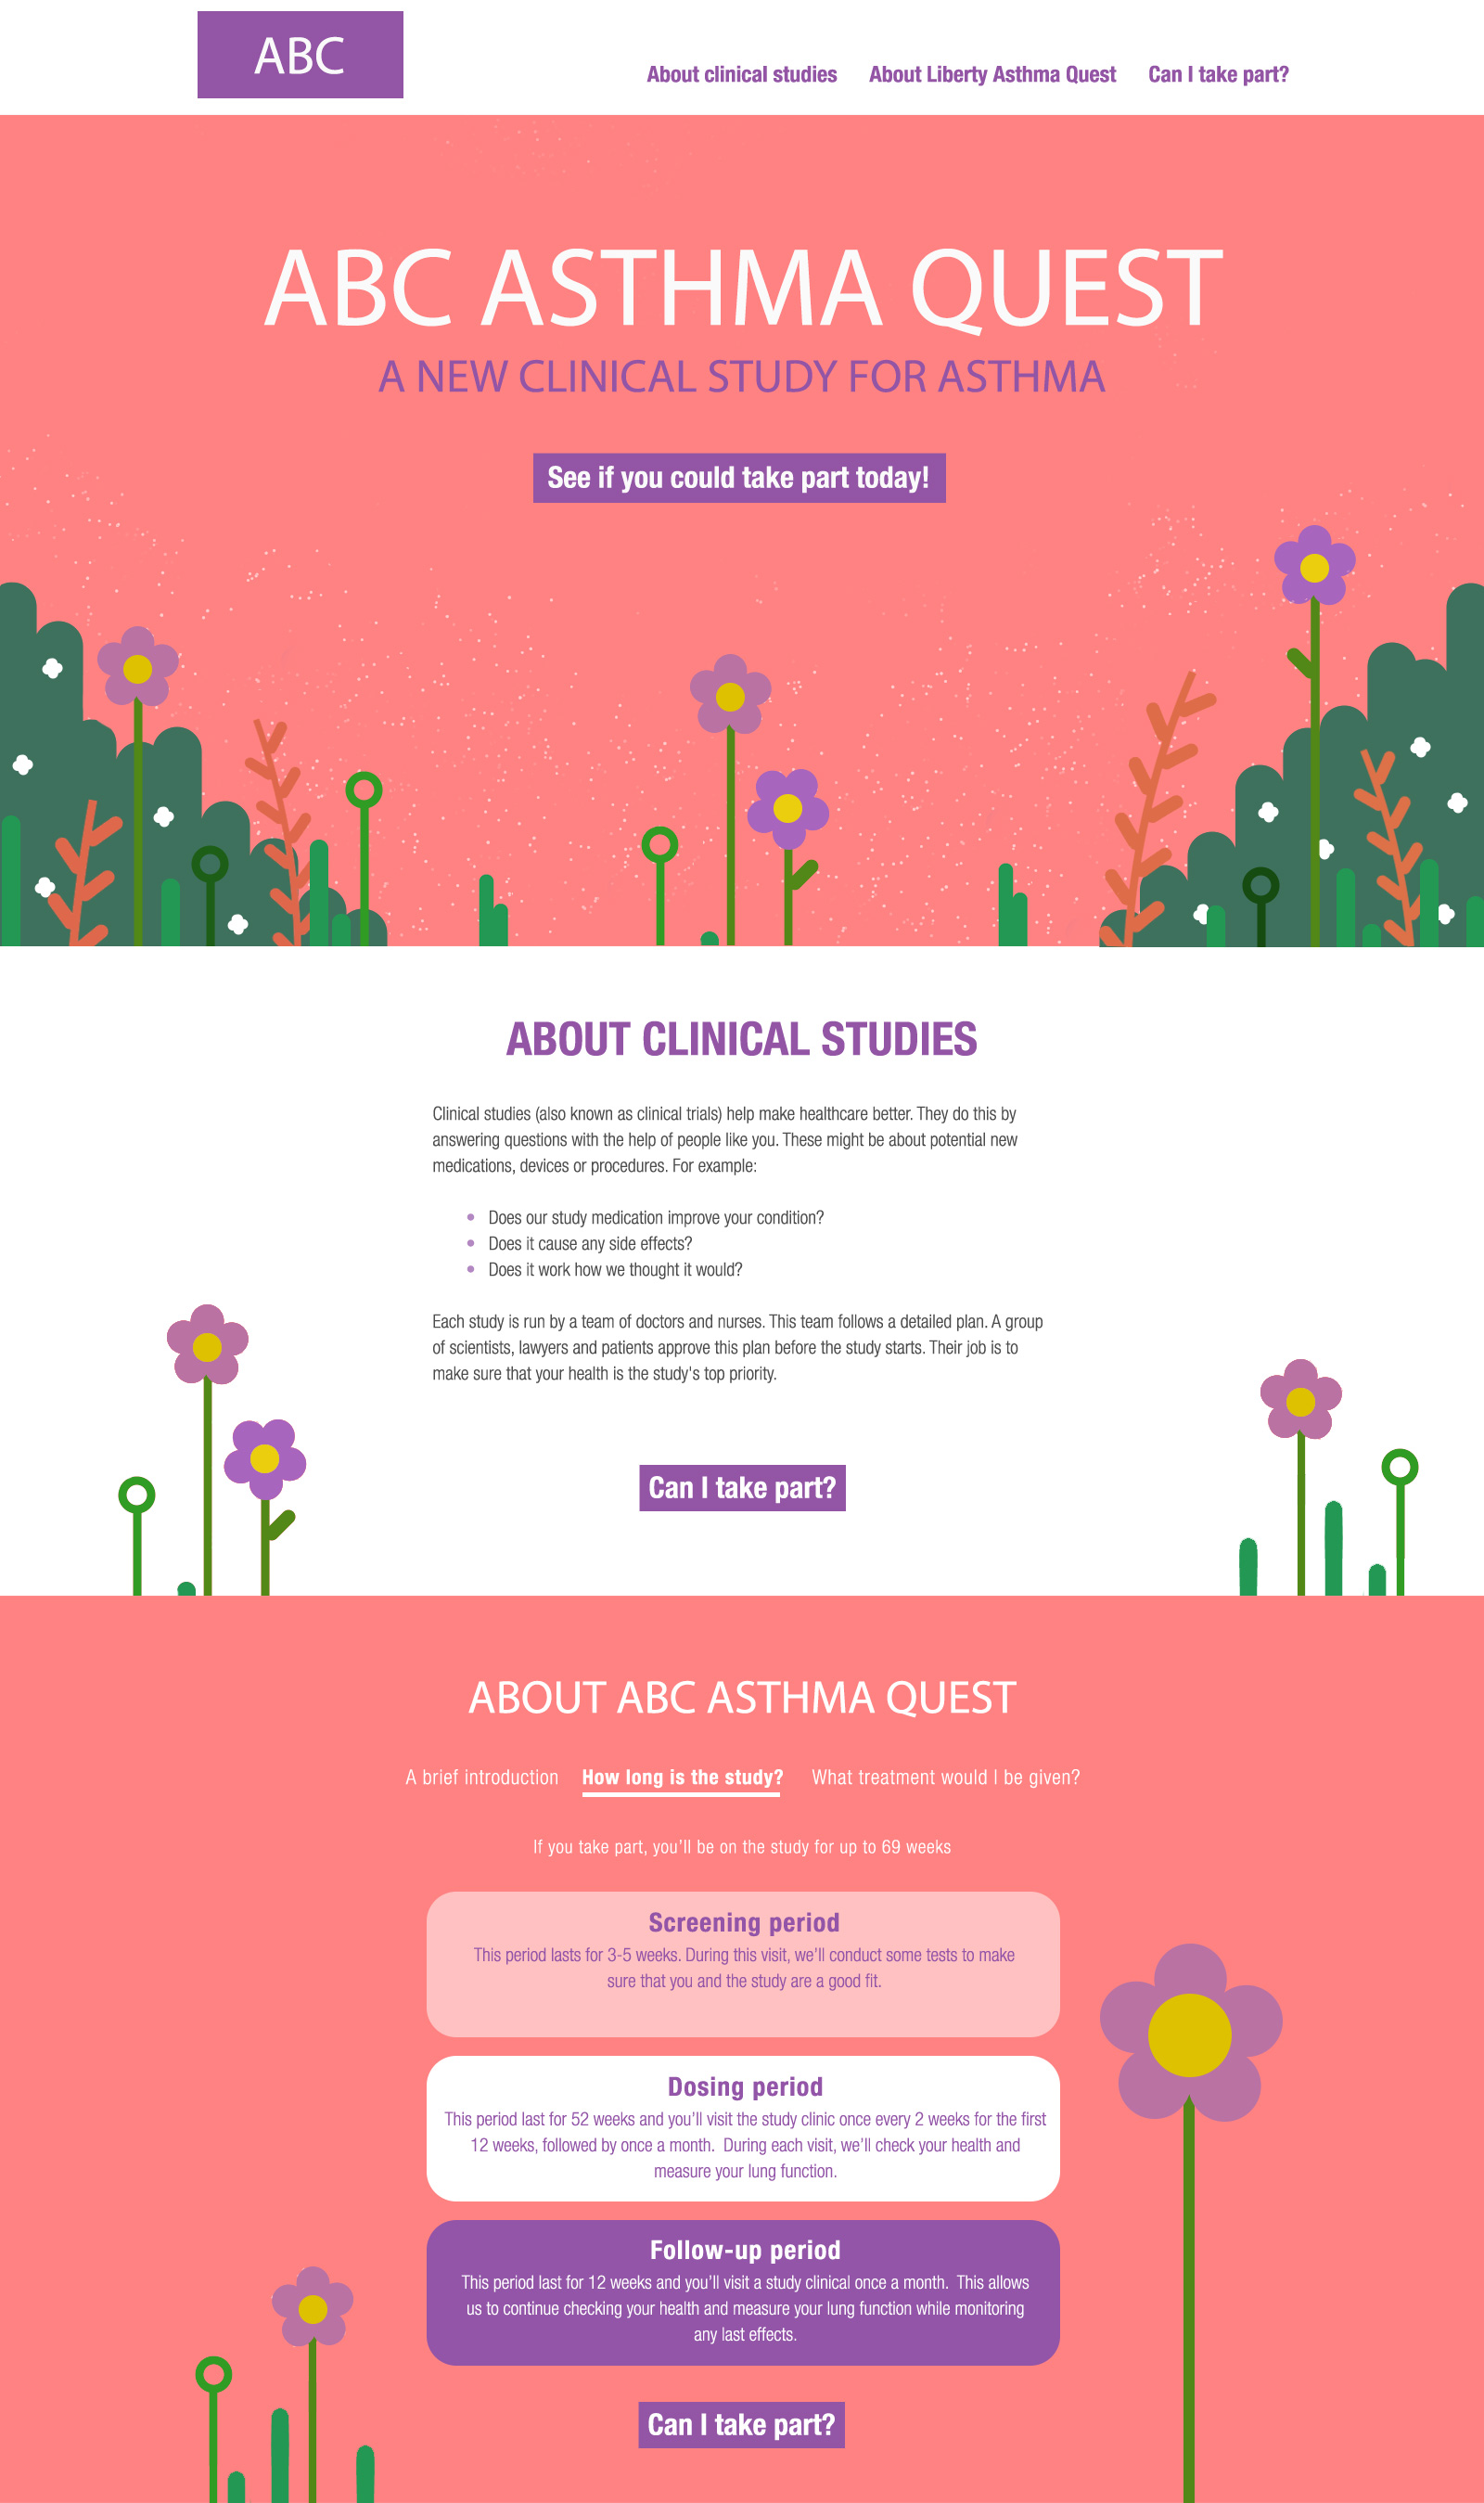 ABC
About clinical studies About Liberty Asthma Quest Can I take part?
ABC ASTHMA QUEST
A NEW CLINICAL STUDY FOR ASTHMA
See if you could take part today!
ABOUT CLINICAL STUDIES
Clinical studies (also known as clinical trials) help make healthcare better. They do this by
answering questions with the help of people like you. These might be about potential new
medications, devices or procedures. For example:
• Does our study medication improve your condition?
• Does it cause any side effects?
• Does it work how we thought it would?
Each study is run by a team of doctors and nurses. This team follows a detailed plan. A group
of scientists, lawyers and patients approve this plan before the study starts. Their job is to
make sure that your health is the study's top priority.
Can I take part?
ABOUT ABC ASTHMA QUEST
A brief introduction How long is the study? What treatment would I be given?
If you take part, you'll be on the study for up to 69 weeks
Screening period
This period lasts for 3-5 weeks. During this visit, we'll conduct some tests to make
sure that you and the study are a good fit.
Dosing period
This period last for 52 weeks and you'll visit the study clinic once every 2 weeks for the first
12 weeks, followed by once a month. During each visit, we'll check your health and
measure your lung function.
Follow-up period
This period last for 12 weeks and you'll visit a study clinical once a month. This allows
us to continue checking your health and measure your lung function while monitoring
any last effects.
Can I take part?